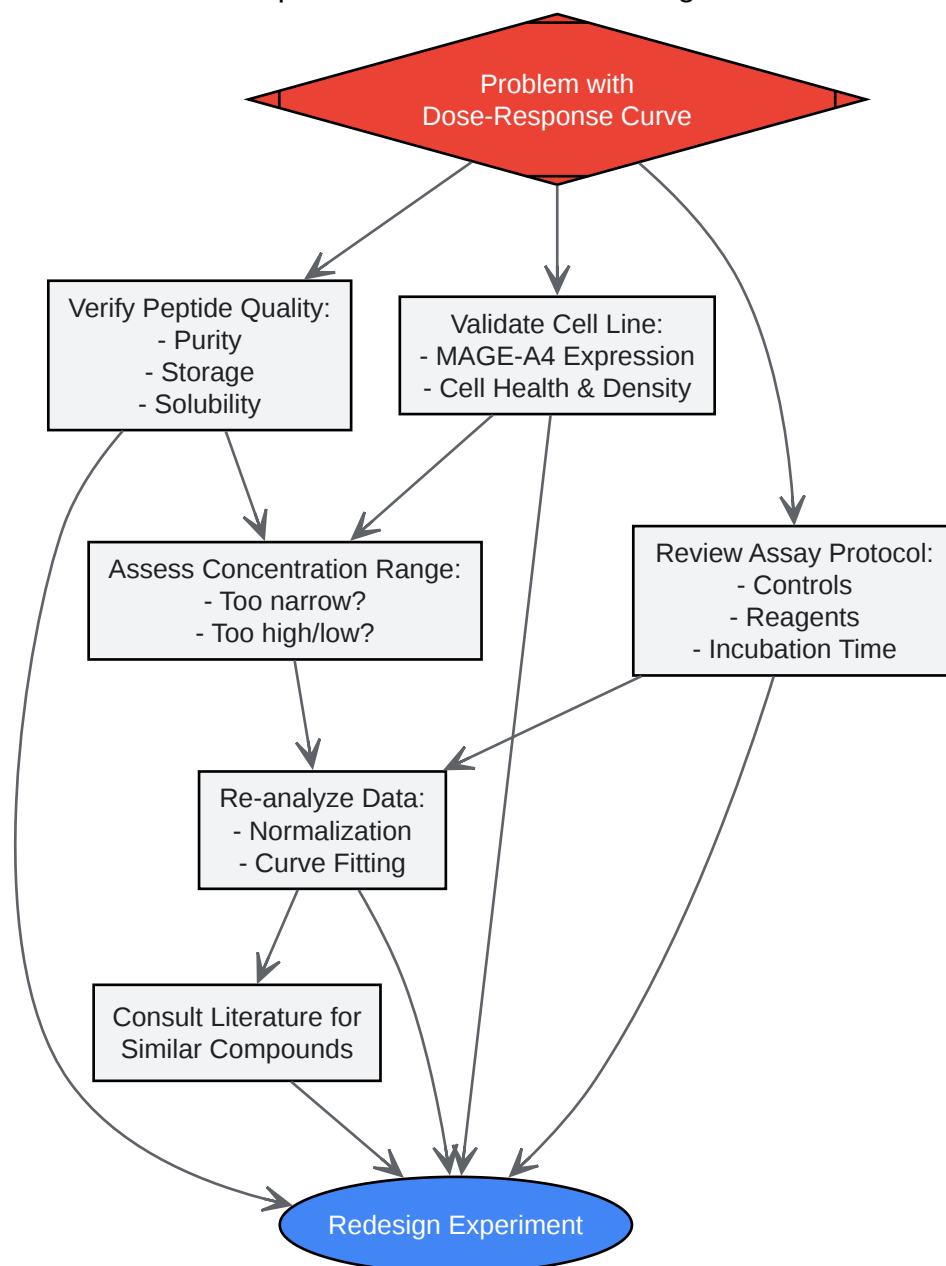 Problem with
Dose-Response Curve
Verify Peptide Quality:
- Purity
- Storage
- Solubility
Validate Cell Line:
- MAGE-A4 Expression
- Cell Health & Density
Assess Concentration Range:
- Too narrow?
- Too high/low?
Review Assay Protocol:
- Controls
- Reagents
- Incubation Time
Re-analyze Data:
- Normalization
- Curve Fitting
Consult Literature for
Similar Compounds
Redesign Experiment